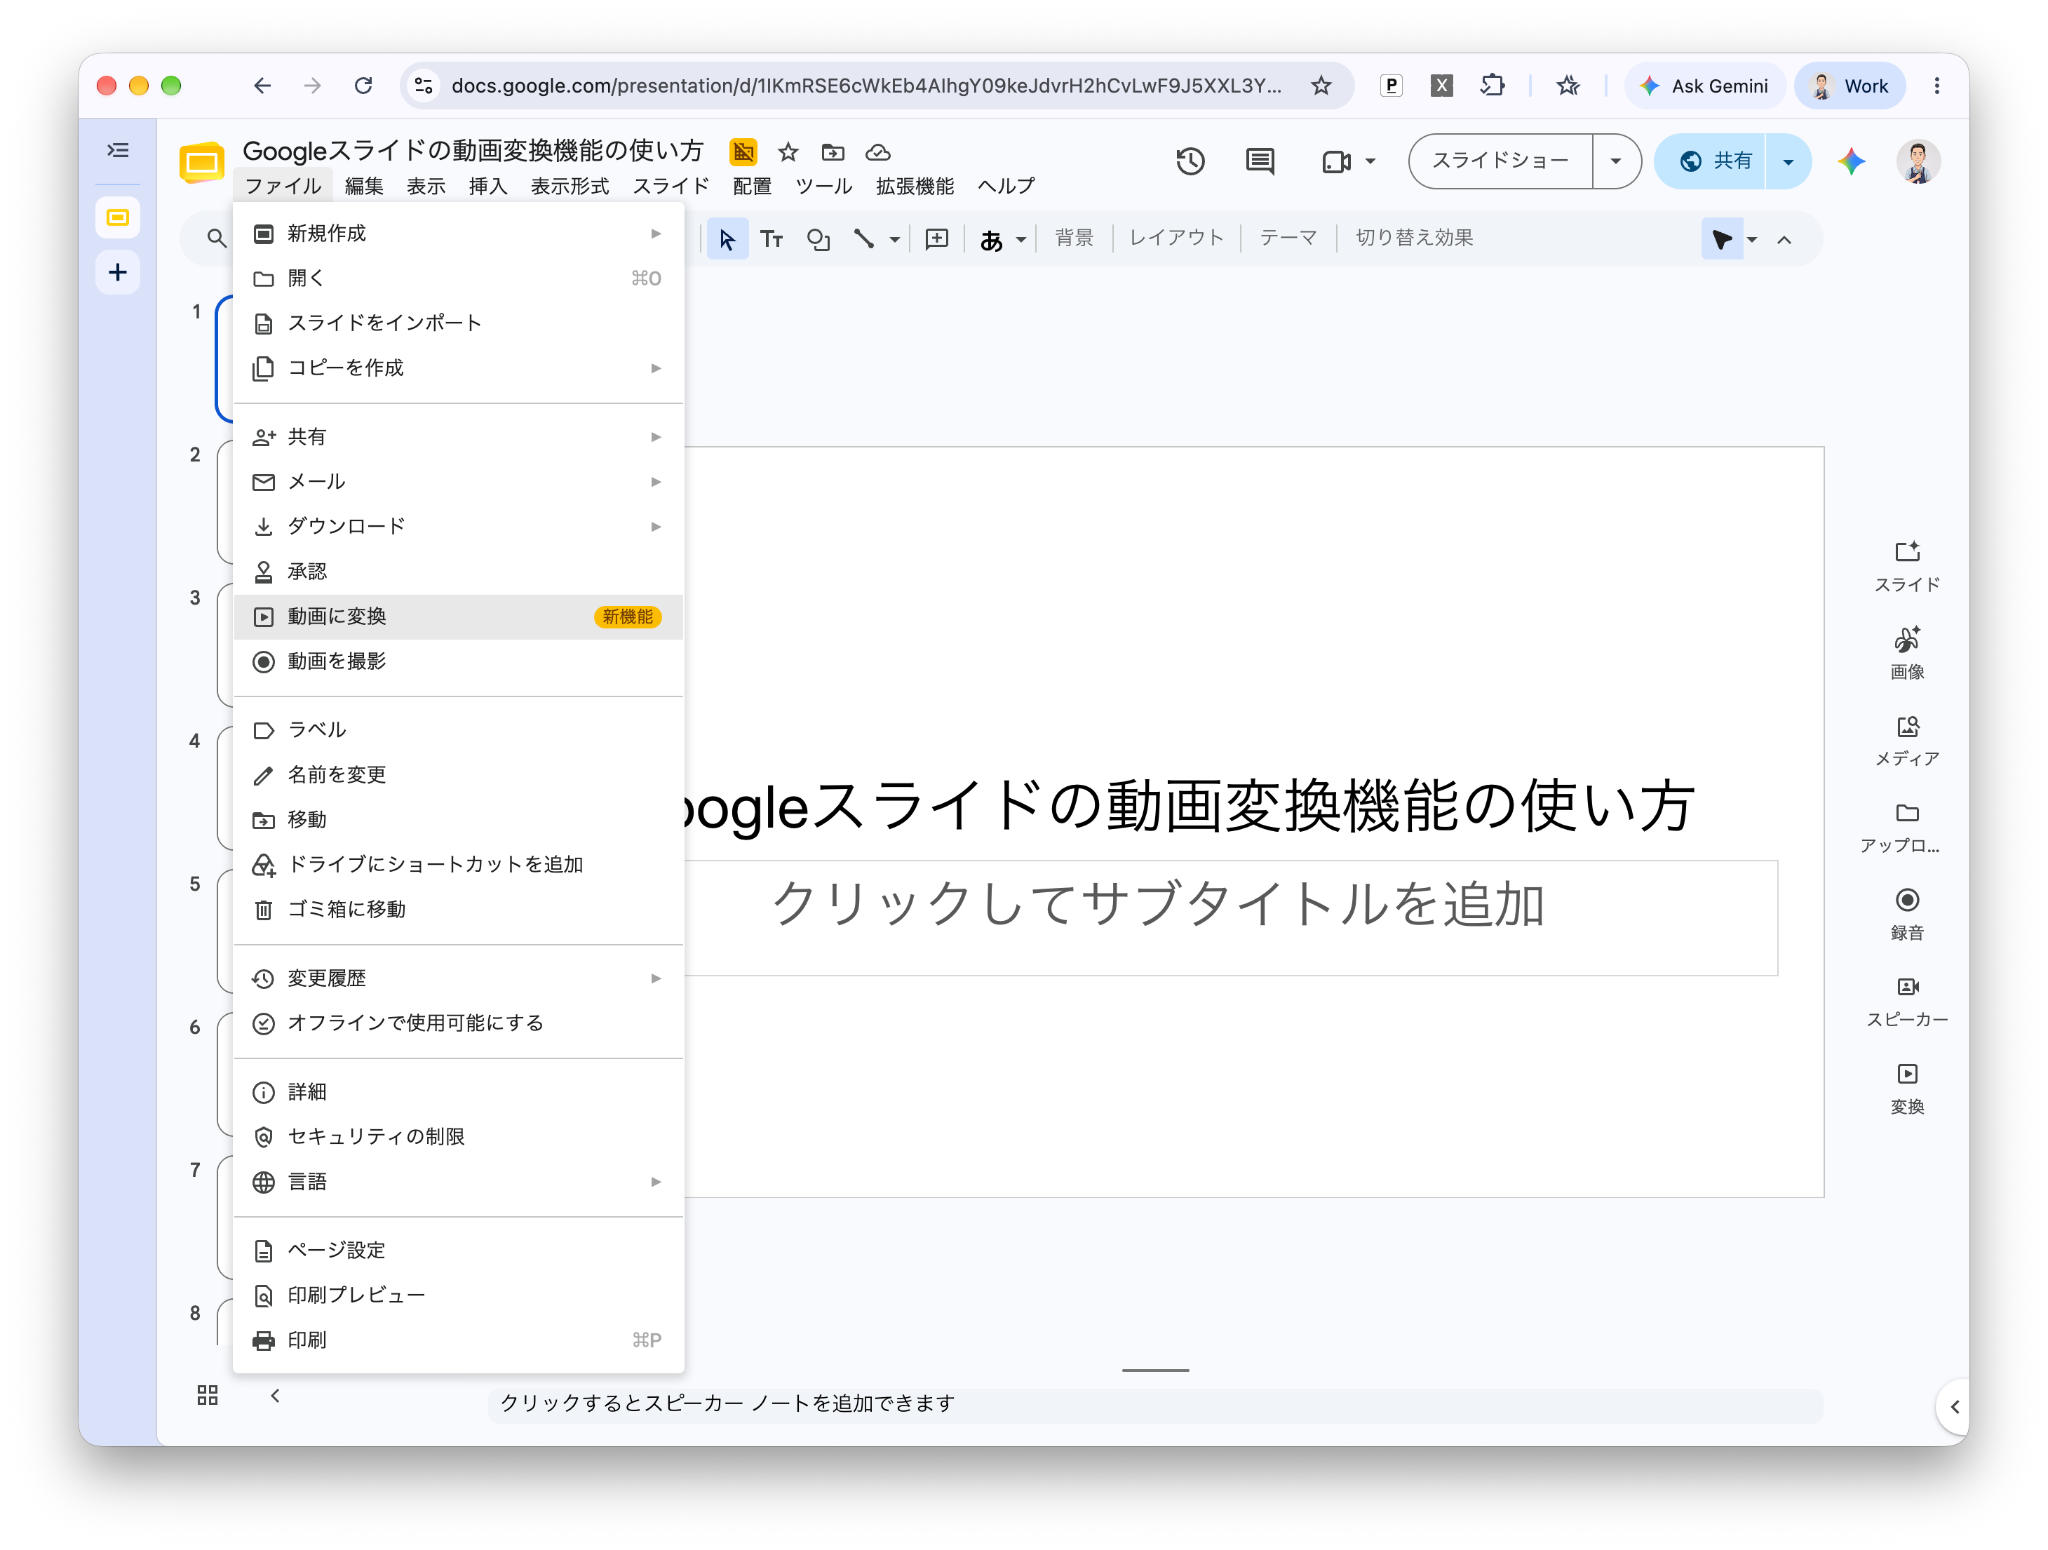 docs.google.com/presentation/d/1IKmRSE6cWkEb4AIhgY09keJdvrH2hCvLwF9J5XXL3Y...
P
X
Ask Gemini
Work
Googleスライドの動画変換機能の使い方
ファイル 編集 表示 挿入 表示形式 スライド 配置 ツール 拡張機能 ヘルプ
スライドショー
共有
Tт
あ
背景 レイアウト テーマ 切り替え効果
新規作成
開く ⌘O
スライドをインポート
コピーを作成
共有
メール
ダウンロード
承認
動画に変換 新機能
動画を撮影
ラベル
名前を変更
移動
ドライブにショートカットを追加
ゴミ箱に移動
変更履歴
オフラインで使用可能にする
詳細
セキュリティの制限
言語
ページ設定
印刷プレビュー
印刷 ⌘P
1
2
3
4
5
6
7
8
oogleスライドの動画変換機能の使い方
クリックしてサブタイトルを追加
スライド
画像
メディア
アップロ...
録音
スピーカー
変換
クリックするとスピーカー ノートを追加できます